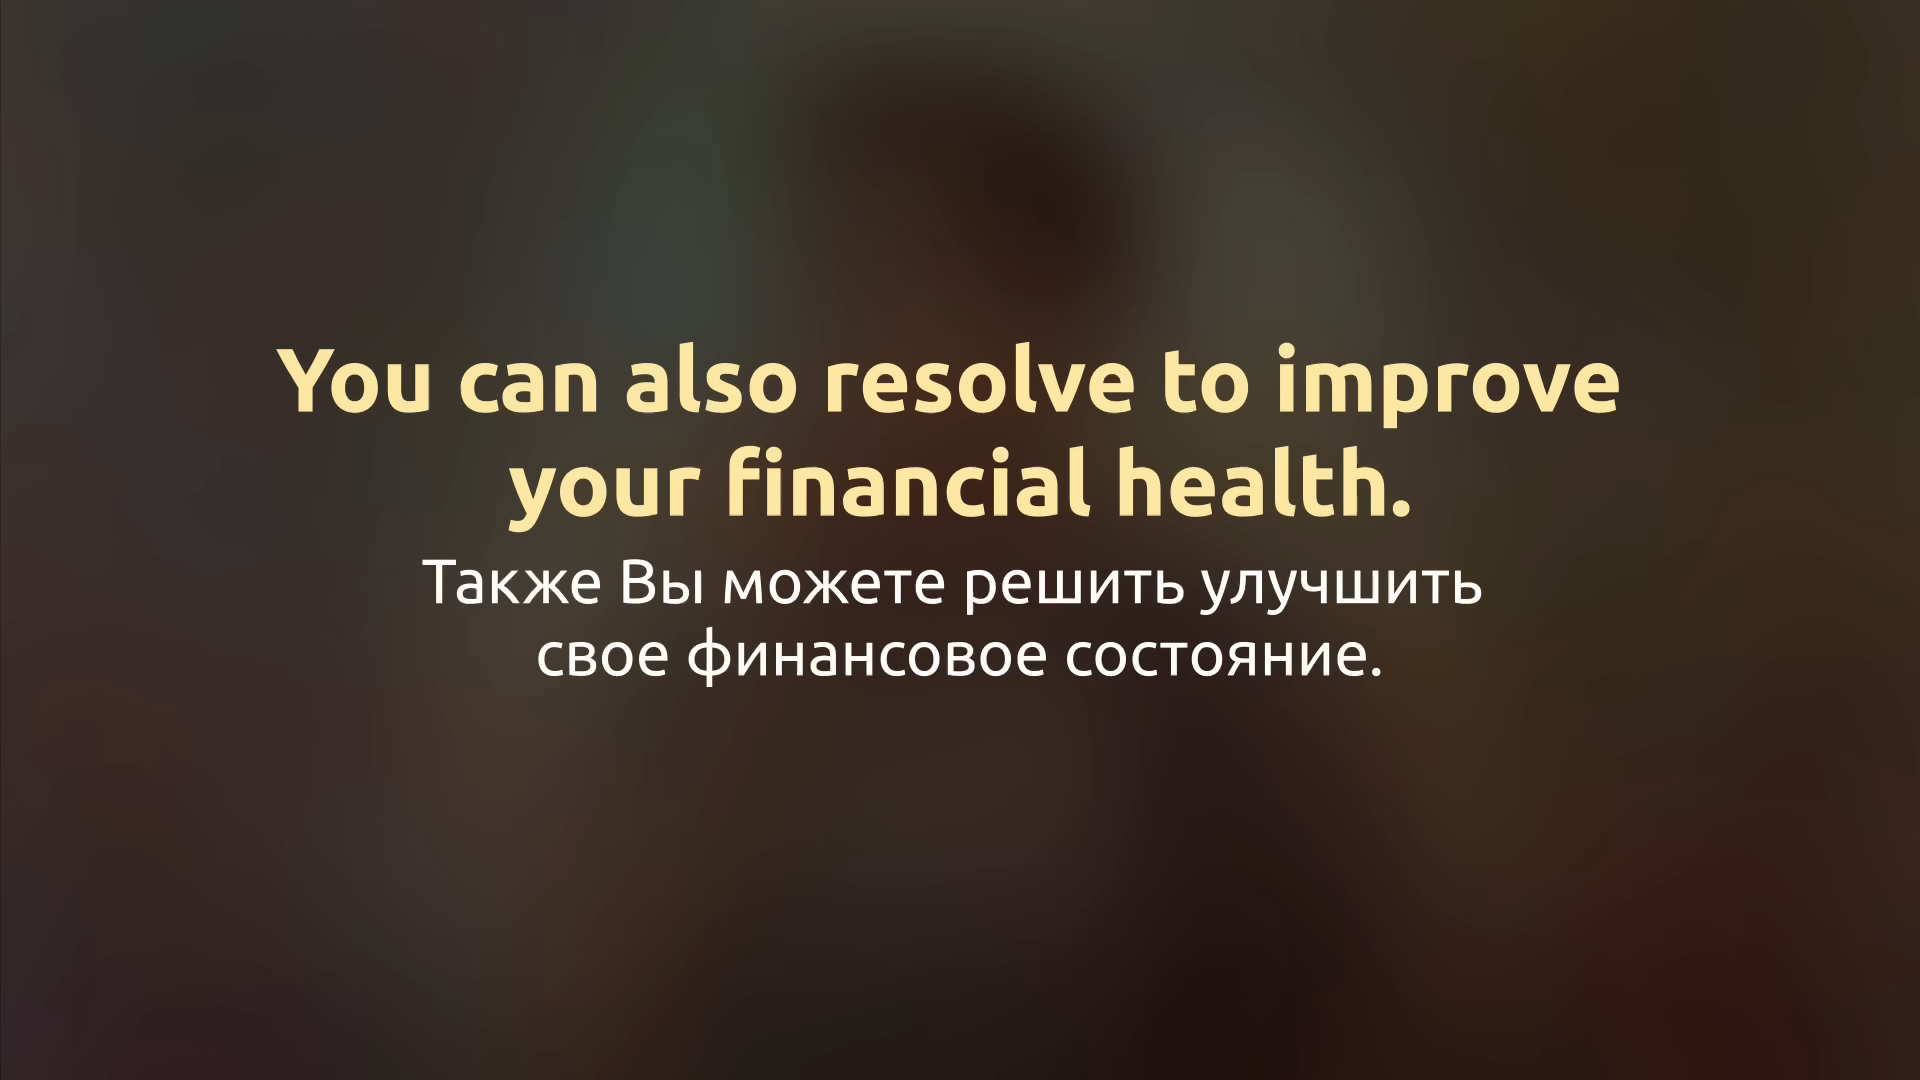 You can also resolve to improve
your financial health.
Также Вы можете решить улучшить
свое финансовое состояние.